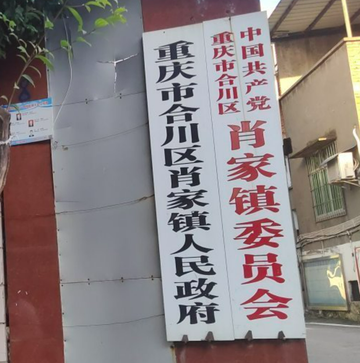 中国共产党
重庆市合川区
肖家镇委员会
重庆市合川区肖家镇人民政府